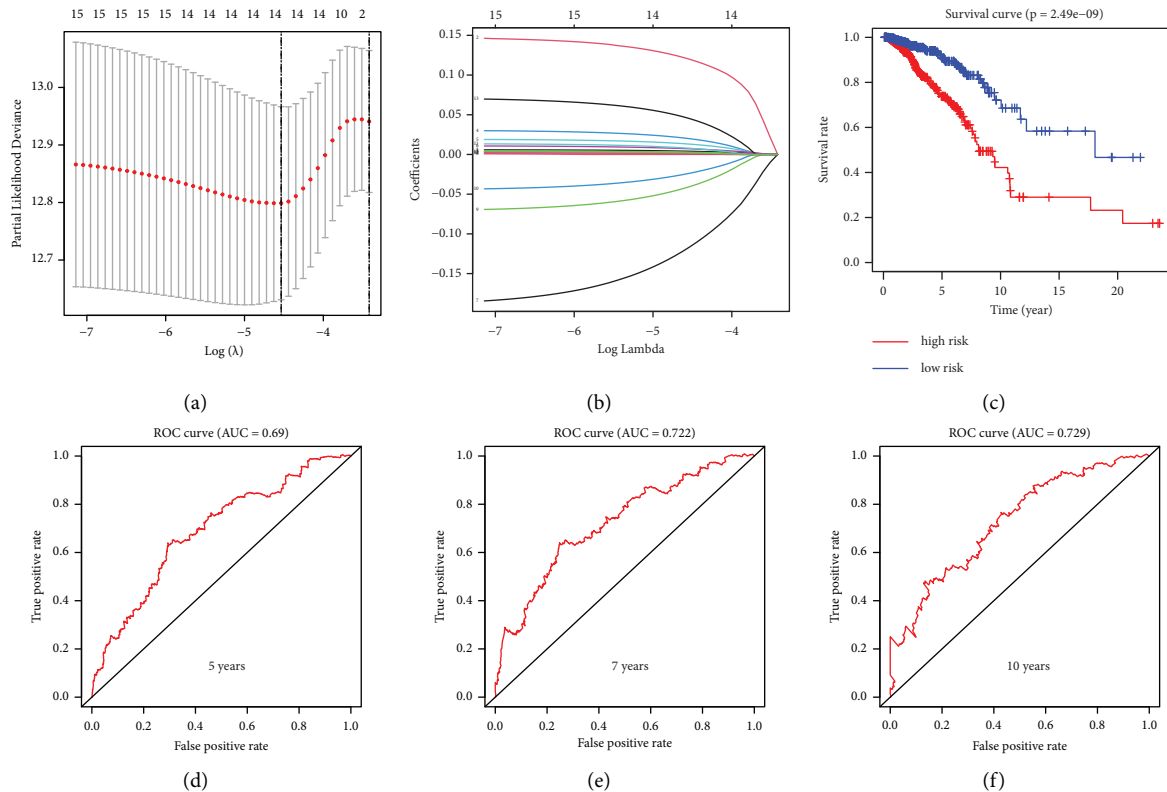 15 15 15 15 15 14 14 14 14 14 14 10 2
Partial Likelihood Deviance
13.0
12.9
12.8
12.7
−7 −6 −5 −4
Log (λ)
(a)
15 15 14 14
Coefficients
0.15
0.10
0.05
0.00
−0.05
−0.10
−0.15
−7 −6 −5 −4
Log Lambda
(b)
Survival curve (p = 2.49e−09)
Survival rate
1.0
0.8
0.6
0.4
0.2
0.0
0 5 10 15 20
Time (year)
high risk
low risk
(c)
ROC curve (AUC = 0.69)
True positive rate
1.0
0.8
0.6
0.4
0.2
0.0
5 years
0.0 0.2 0.4 0.6 0.8 1.0
False positive rate
(d)
ROC curve (AUC = 0.722)
True positive rate
1.0
0.8
0.6
0.4
0.2
0.0
7 years
0.0 0.2 0.4 0.6 0.8 1.0
False positive rate
(e)
ROC curve (AUC = 0.729)
True positive rate
1.0
0.8
0.6
0.4
0.2
0.0
10 years
0.0 0.2 0.4 0.6 0.8 1.0
False positive rate
(f)